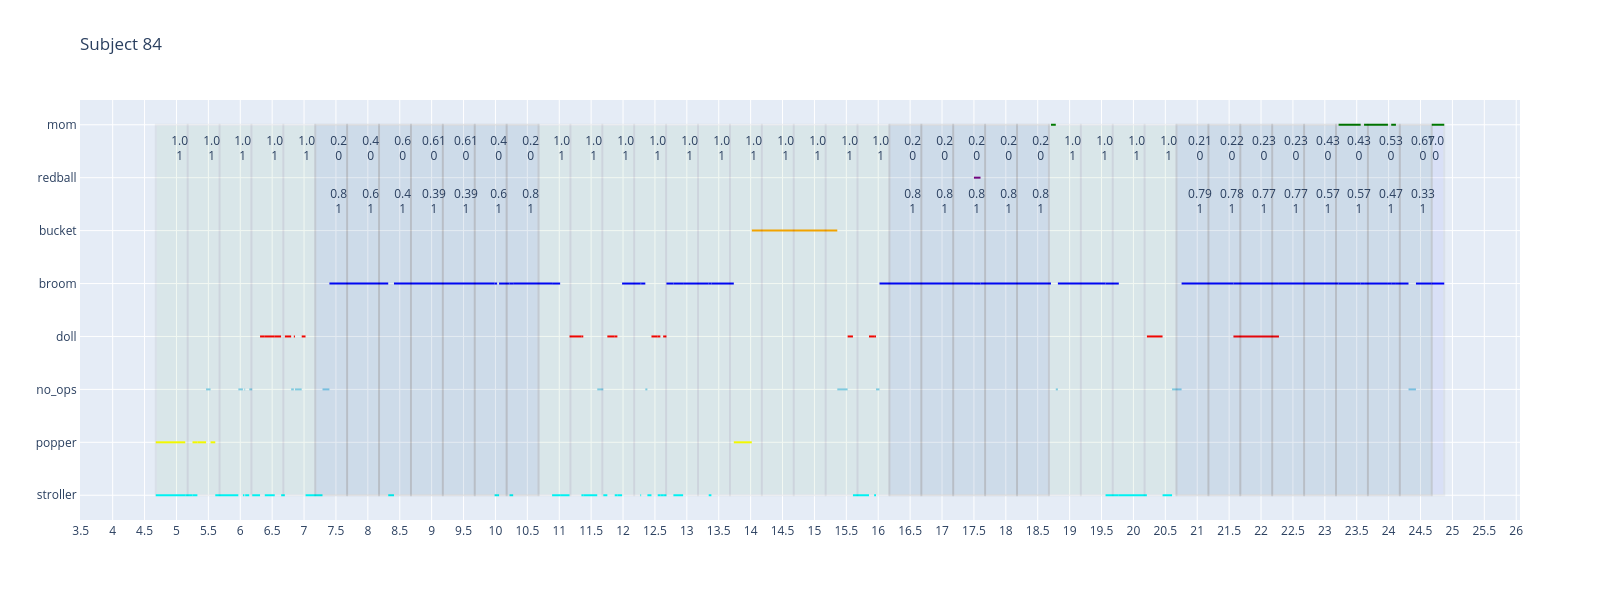 Subject 84
mom
1.0 1.0 1.0 1.0 1.0 0.2 0.4 0.6 0.61 0.61 0.4 0.2 1.0 1.0 1.0 1.0 1.0 1.0 1.0 1.0 1.0 1.0 1.0 0.2 0.2 0.2 0.2 0.2 1.0 1.0 1.0 1.0 0.21 0.22 0.23 0.23 0.43 0.43 0.53 0.67 1.0
1 1 1 1 1 0 0 0 0 0 0 0 1 1 1 1 1 1 1 1 1 1 1 0 0 0 0 0 1 1 1 1 0 0 0 0 0 0 0 0 0
redball
0.8 0.6 0.4 0.39 0.39 0.6 0.8 0.8 0.8 0.8 0.8 0.8 0.79 0.78 0.77 0.77 0.57 0.57 0.47 0.33
1 1 1 1 1 1 1 1 1 1 1 1 1 1 1 1 1 1 1 1
bucket
broom
doll
no_ops
popper
stroller
3.5 4 4.5 5 5.5 6 6.5 7 7.5 8 8.5 9 9.5 10 10.5 11 11.5 12 12.5 13 13.5 14 14.5 15 15.5 16 16.5 17 17.5 18 18.5 19 19.5 20 20.5 21 21.5 22 22.5 23 23.5 24 24.5 25 25.5 26